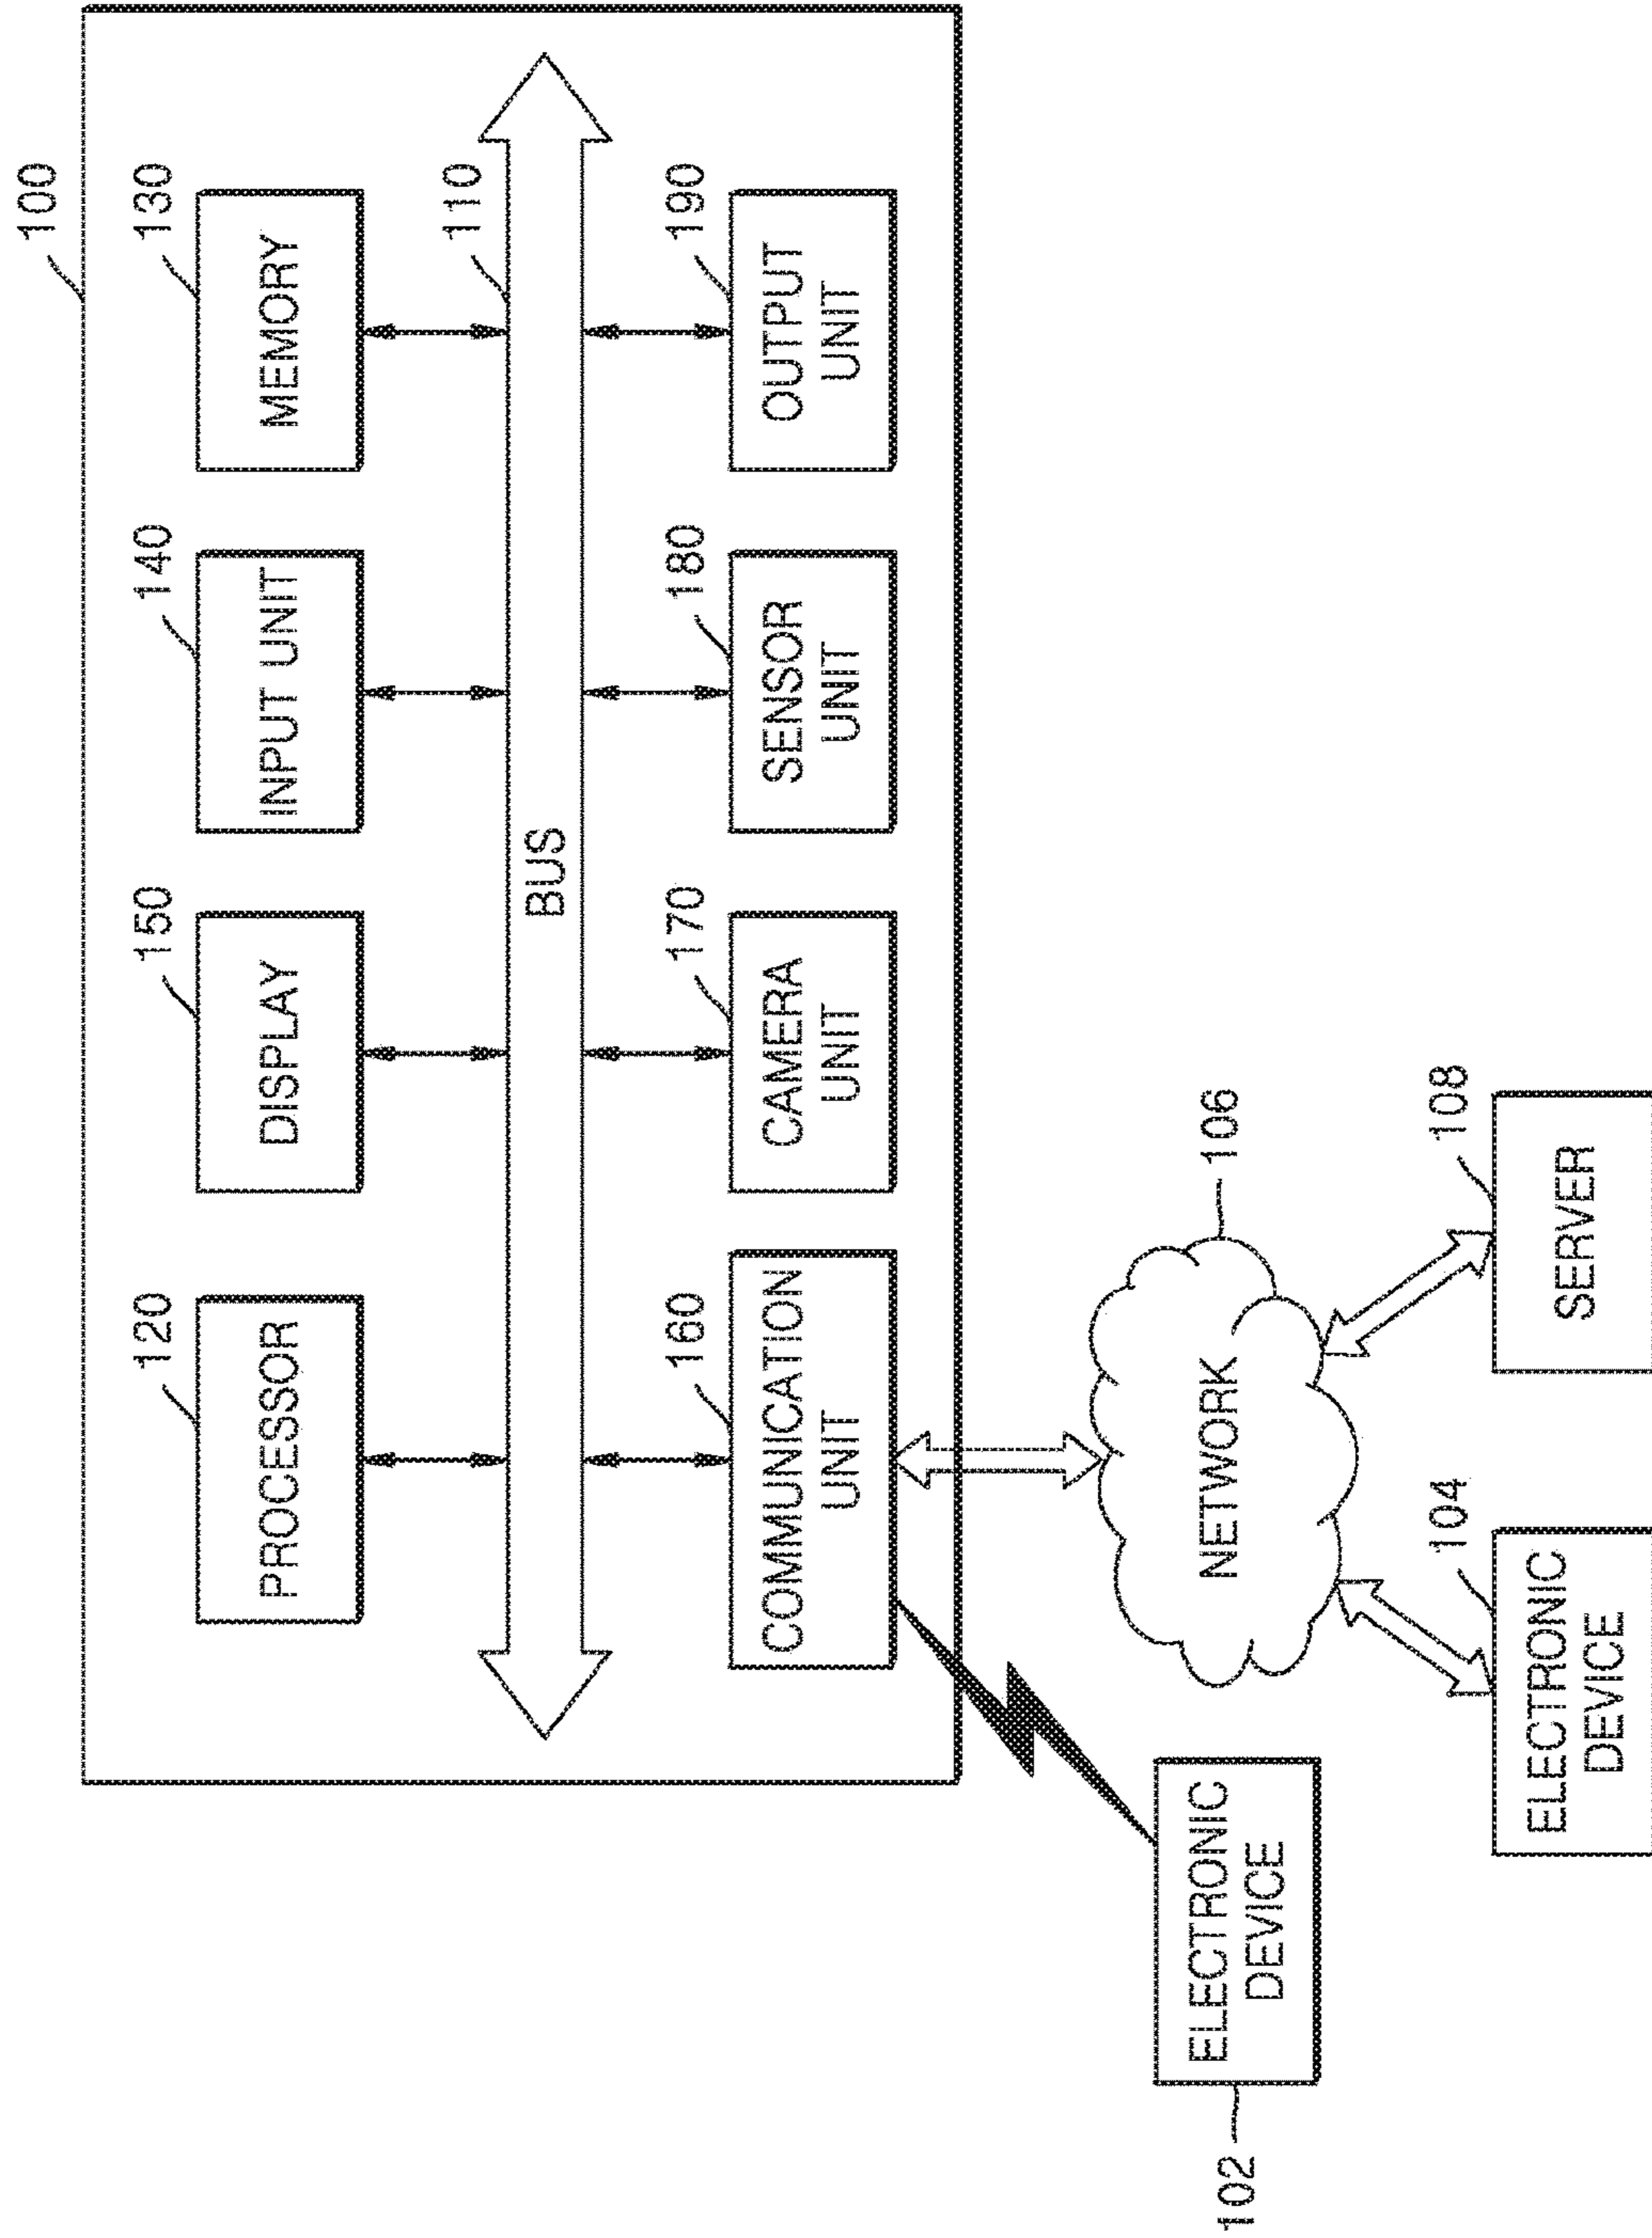 100
120
150
140
130
PROCESSOR
DISPLAY
INPUT UNIT
MEMORY
110
BUS
160
170
180
190
COMMUNICATION
UNIT
CAMERA
UNIT
SENSOR
UNIT
OUTPUT
UNIT
102
ELECTRONIC
DEVICE
NETWORK
106
104
108
ELECTRONIC
DEVICE
SERVER